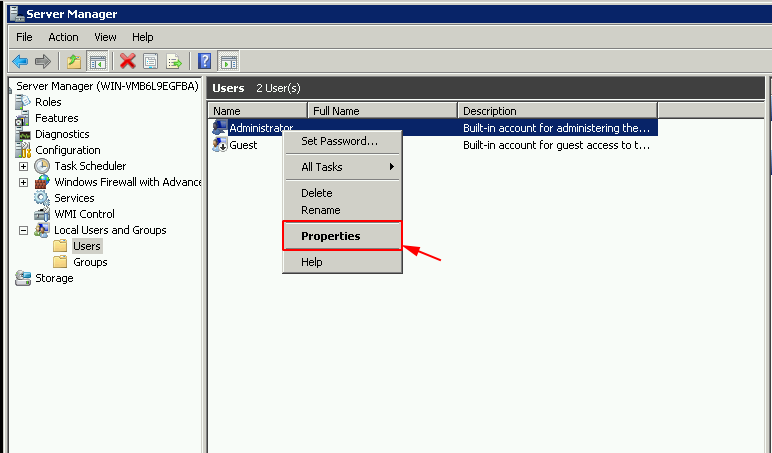 Server Manager
File Action View Help
Server Manager (WIN-VMB6L9EGFBA)
Roles
Features
Diagnostics
Configuration
Task Scheduler
Windows Firewall with Advance
Services
WMI Control
Local Users and Groups
Users
Groups
Storage
Users 2 User(s)
Name Full Name Description
Administrator Built-in account for administering the...
Guest Built-in account for guest access to t...
Set Password...
All Tasks
Delete
Rename
Properties
Help